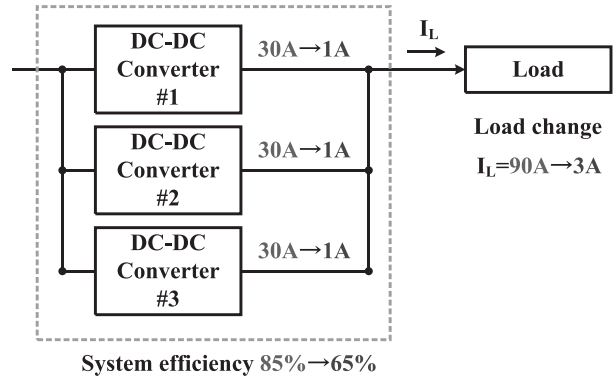 DC-DC
Converter
#1
30A→1A
I_L
Load
Load change
I_L=90A→3A
DC-DC
Converter
#2
30A→1A
DC-DC
Converter
#3
30A→1A
System efficiency 85%→65%